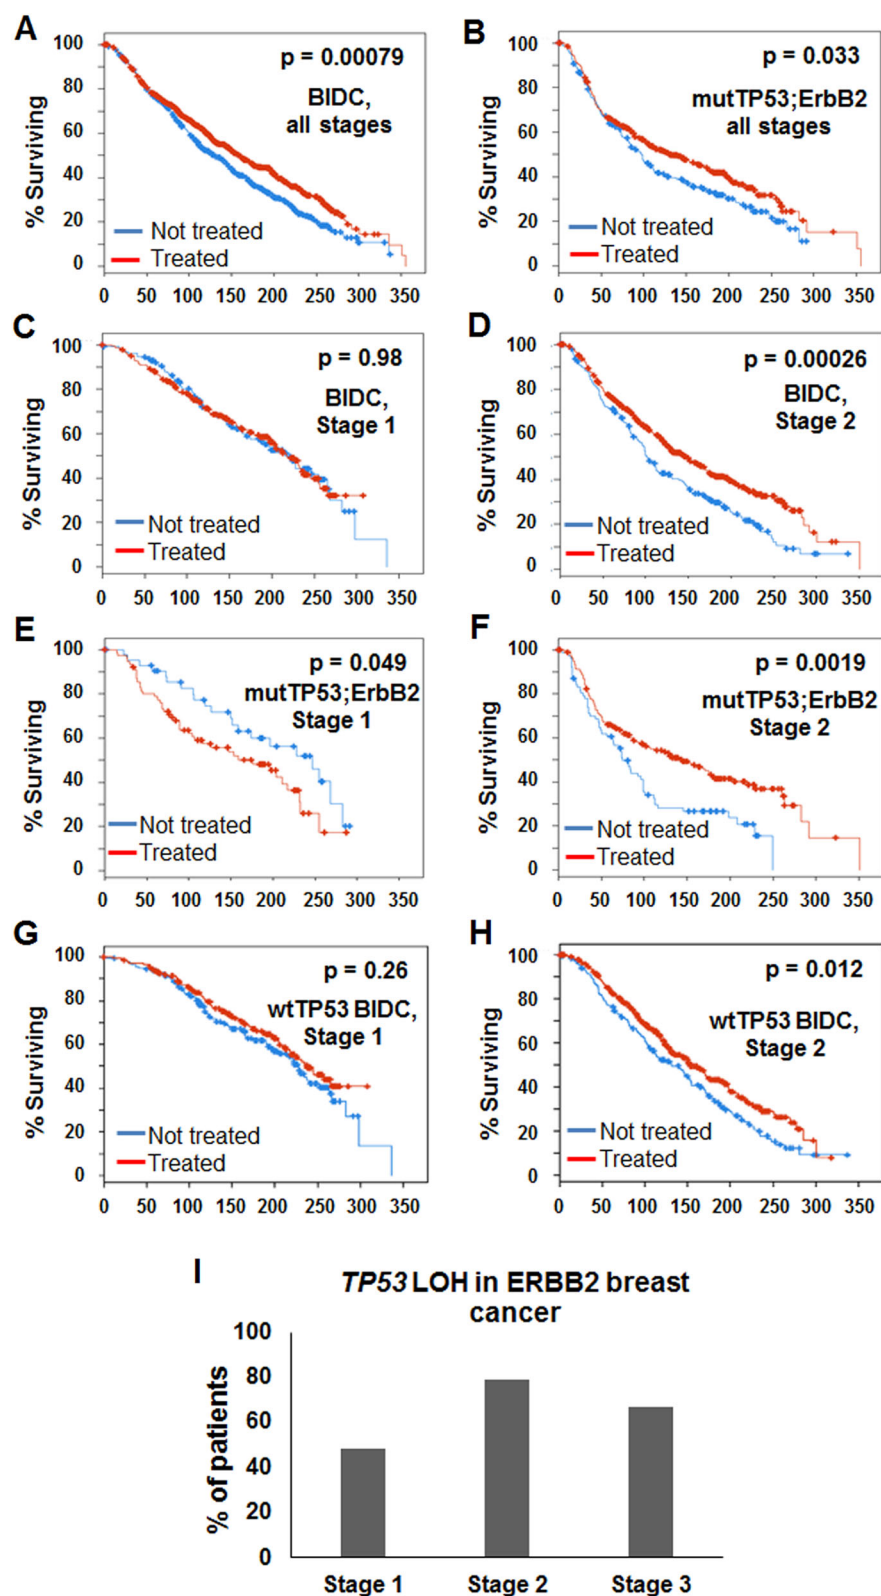 A
100
80
60
40
20
0
% Surviving
p = 0.00079
BIDC,
all stages
Not treated
Treated
0 50 100 150 200 250 300 350
B
100
80
60
40
20
0
% Surviving
p = 0.033
mutTP53;ErbB2
all stages
Not treated
Treated
0 50 100 150 200 250 300 350
C
100
80
60
40
20
0
% Surviving
p = 0.98
BIDC,
Stage 1
Not treated
Treated
0 50 100 150 200 250 300 350
D
100
80
60
40
20
0
% Surviving
p = 0.00026
BIDC,
Stage 2
Not treated
Treated
0 50 100 150 200 250 300 350
E
100
80
60
40
20
0
% Surviving
p = 0.049
mutTP53;ErbB2
Stage 1
Not treated
Treated
0 50 100 150 200 250 300 350
F
100
80
60
40
20
0
% Surviving
p = 0.0019
mutTP53;ErbB2
Stage 2
Not treated
Treated
0 50 100 150 200 250 300 350
G
100
80
60
40
20
0
% Surviving
p = 0.26
wtTP53 BIDC,
Stage 1
Not treated
Treated
0 50 100 150 200 250 300 350
H
100
80
60
40
20
0
% Surviving
p = 0.012
wtTP53 BIDC,
Stage 2
Not treated
Treated
0 50 100 150 200 250 300 350
I
TP53 LOH in ERBB2 breast
cancer
100
80
60
40
20
0
% of patients
Stage 1 Stage 2 Stage 3